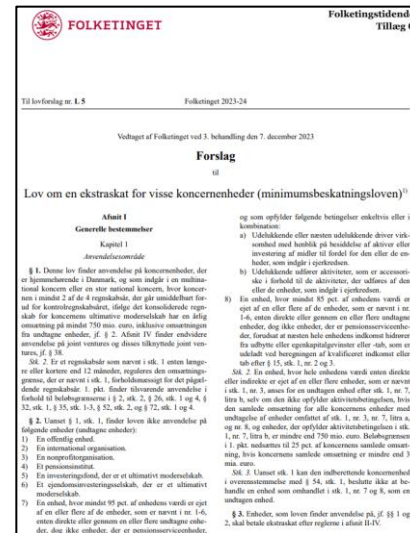 FOLKETINGET
Folketingstidende
Tillæg
Til lovforslag nr. L 5
Folketinget 2023-24
Vedtaget af Folketinget ved 3. behandling den 7. december 2023
Forslag
til
Lov om en ekstraskat for visse koncernenheder (minimumsbeskatningsloven)¹⁾
Afsnit I
Generelle bestemmelser
Kapitel 1
Anvendelsesområde
§ 1. Denne lov finder anvendelse på koncernenheder, der
er hjemmehørende i Danmark, og som indgår i en multina-
tional koncern eller en stor national koncern, hvor koncer-
nen i mindst 2 af de 4 regnskabsår, der går umiddelbart for-
ud for kontrolregnskabsåret, ifølge det konsoliderede regn-
skab for koncernens ultimative moderselskab har en årlig
omsætning på mindst 750 mio. euro, inklusive omsætningen
fra undtagne enheder, jf. § 2. Afsnit IV finder endvidere
anvendelse på joint ventures og disses tilknyttede joint ven-
tures, jf. § 38.
Stk. 2. Er et regnskabsår som nævnt i stk. 1 enten længe-
re eller kortere end 12 måneder, reguleres den omsætnings-
grænse, der er nævnt i stk. 1, forholdsmæssigt for det pågæl-
dende regnskabsår. 1. pkt. finder tilsvarende anvendelse i
forhold til beløbsgrænserne i § 2, stk. 2, § 26, stk. 1 og 4, §
32, stk. 1, § 35, stk. 1-3, § 52, stk. 2, og § 72, stk. 1 og 4.
§ 2. Uanset § 1, stk. 1, finder loven ikke anvendelse på
følgende enheder (undtagne enheder):
1) En offentlig enhed.
2) En international organisation.
3) En nonprofitorganisation.
4) Et pensionsinstitut.
5) En investeringsfond, der er et ultimativt moderselskab.
6) Et ejendomsinvesteringsselskab, der er et ultimativt
moderselskab.
7) En enhed, hvor mindst 95 pct. af enhedens værdi er ejet
af en eller flere af de enheder, som er nævnt i nr. 1-6,
enten direkte eller gennem en eller flere undtagne enhe-
der, dog ikke enheder, der er pensionsserviceenheder,
og som opfylder følgende betingelser enkeltvis eller i
kombination:
a) Udelukkende eller næsten udelukkende driver virk-
somhed med henblik på besiddelse af aktiver eller
investering af midler til fordel for den eller de en-
heder, som indgår i ejerkredsen.
b) Udelukkende udfører aktiviteter, som er accessori-
ske i forhold til de aktiviteter, der udføres af den
eller de enheder, som indgår i ejerkredsen.
8) En enhed, hvor mindst 85 pct. af enhedens værdi er
ejet af en eller flere af de enheder, som er nævnt i nr.
1-6, enten direkte eller gennem en eller flere undtagne
enheder, dog ikke enheder, der er pensionsserviceenhe-
der, forudsat at næsten hele enhedens indkomst hidrører
fra udbytte eller egenkapitalgevinster eller -tab, som er
udeladt ved beregningen af kvalificeret indkomst eller
tab efter § 15, stk. 1, nr. 2 og 3.
Stk. 2. En enhed, hvor hele enhedens værdi enten direkte
eller indirekte er ejet af en eller flere enheder, som er nævnt
i stk. 1, nr. 3, anses for en undtagen enhed efter stk. 1, nr. 7,
litra b, selv om den ikke opfylder aktivitetsbetingelsen, hvis
den samlede omsætning for alle koncernens enheder med
undtagelse af enheder omfattet af stk. 1, nr. 7, litra a,
og nr. 8, og enheder, der opfylder aktivitetsbetingelsen i stk.
1, nr. 7, litra b, er mindre end 750 mio. euro. Beløbsgrænsen
i 1. pkt. nedsættes til 25 pct. af koncernens samlede omsæt-
ning, hvis koncernens samlede omsætning er mindre end 3
mia. euro.
Stk. 3. Uanset stk. 1 kan den indberettende koncernenhed
i overensstemmelse med § 54, stk. 1, beslutte ikke at be-
handle en enhed som omhandlet i stk. 1, nr. 7 og 8, som en
undtagen enhed.
§ 3. Enheder, som loven finder anvendelse på, jf. §§ 1 og
2, skal betale ekstraskat efter reglerne i afsnit II-IV.